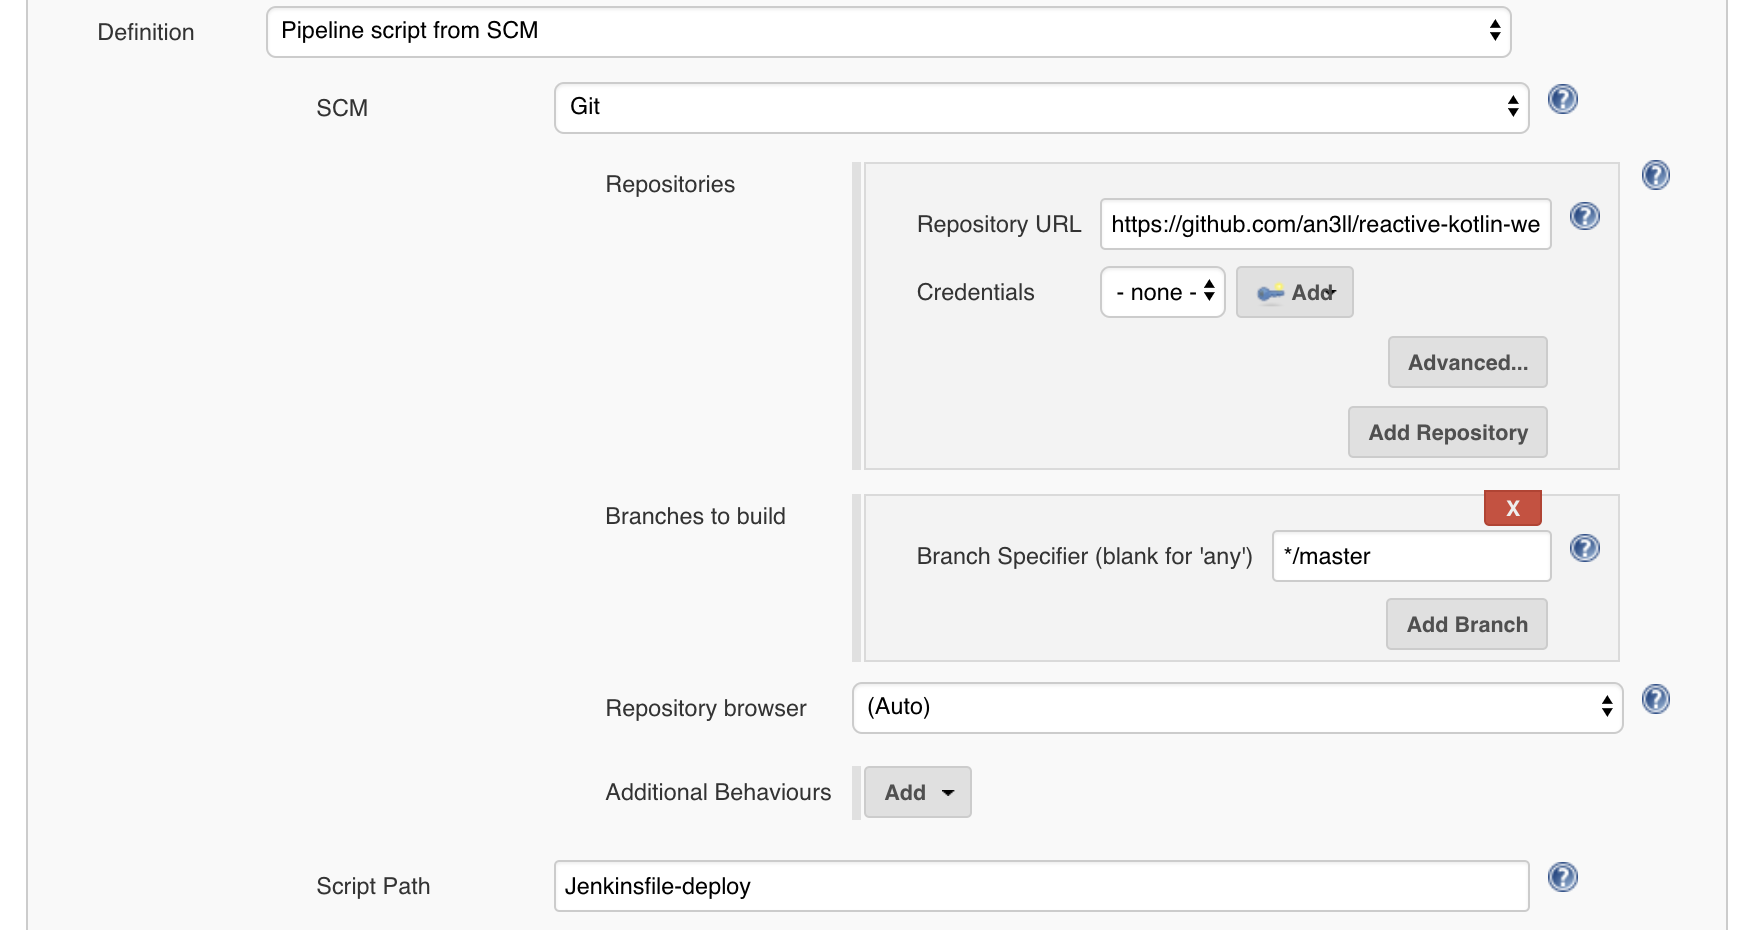 Definition
Pipeline script from SCM
SCM
Git
?
Repositories
?
Repository URL
https://github.com/an3ll/reactive-kotlin-we
?
Credentials
- none -
Add
Advanced...
Add Repository
Branches to build
X
Branch Specifier (blank for 'any')
*/master
?
Add Branch
Repository browser
(Auto)
?
Additional Behaviours
Add
Script Path
Jenkinsfile-deploy
?